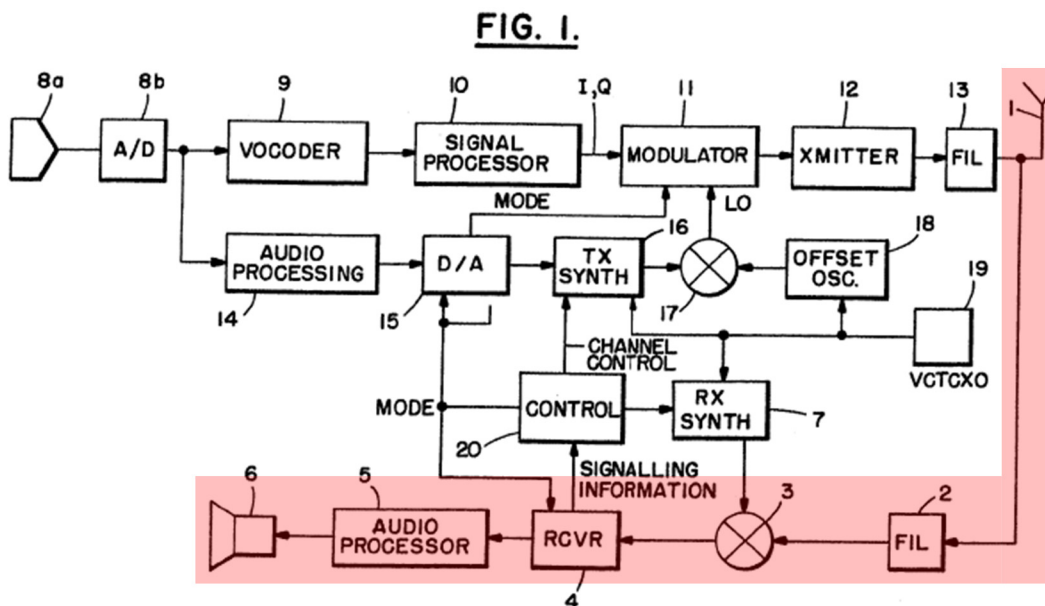 FIG. 1.
8a
8b
9
10
I,Q
11
12
13
1
A/D
VOCODER
SIGNAL
PROCESSOR
MODULATOR
XMITTER
FIL
MODE
LO
16
18
AUDIO
PROCESSING
D/A
TX
SYNTH
OFFSET
OSC.
19
14
15
17
CHANNEL
CONTROL
VCTCXO
MODE
CONTROL
RX
SYNTH
7
20
SIGNALLING
INFORMATION
6
5
3
2
AUDIO
PROCESSOR
RCVR
FIL
4